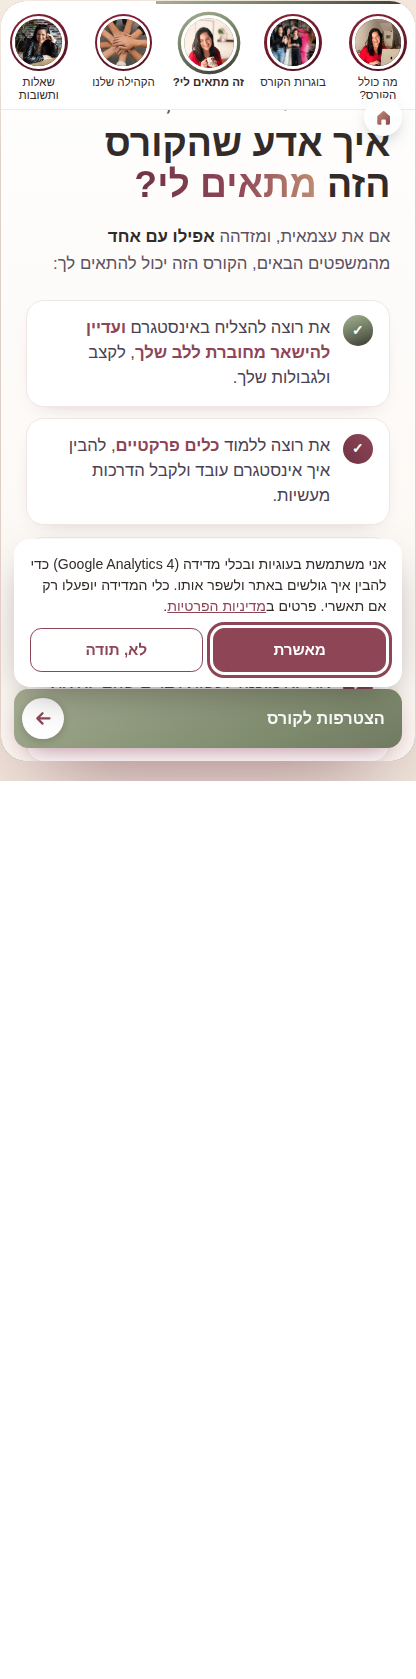 מה כולל
הקורס?
בוגרות הקורס
זה מתאים לי?
הקהילה שלנו
שאלות
ותשובות
איך אדע שהקורס
הזה מתאים לי?
אם את עצמאית, ומזדהה אפילו עם אחד
מהמשפטים הבאים, הקורס הזה יכול להתאים לך:
✓
את רוצה להצליח באינסטגרם ועדיין
להישאר מחוברת ללב שלך, לקצב
ולגבולות שלך.
✓
את רוצה ללמוד כלים פרקטיים, להבין
איך אינסטגרם עובד ולקבל הדרכות
מעשיות.
אני משתמשת בעוגיות ובכלי מדידה (Google Analytics 4) כדי
להבין איך גולשים באתר ולשפר אותו. כלי המדידה יופעלו רק
אם תאשרי. פרטים במדיניות הפרטיות.
מאשרת
לא, תודה
הצטרפות לקורס